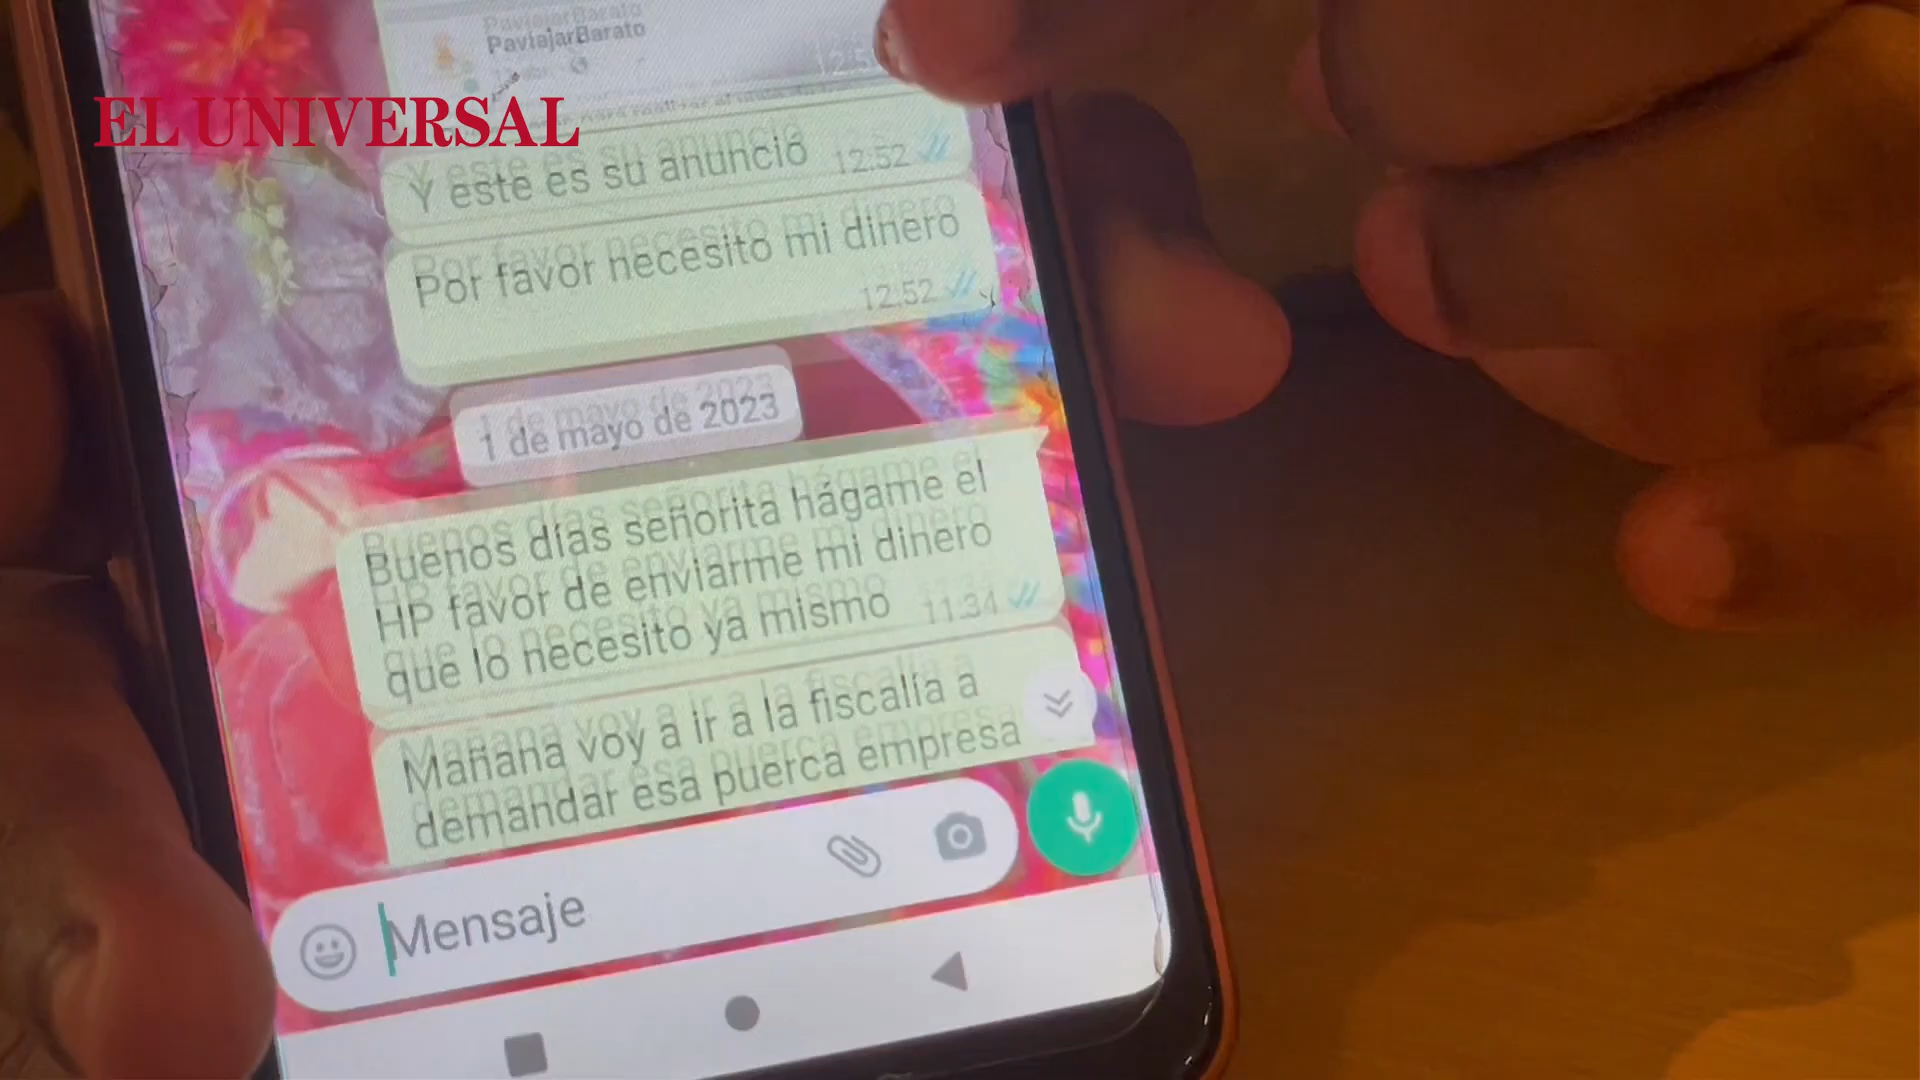 PaviajarBarato
EL UNIVERSAL
Y este es su anuncio 12:52
Por favor necesito mi dinero
12:52
1 de mayo de 2023
Buenos días señorita hágame el
HP favor de enviarme mi dinero
que lo necesito ya mismo 11:34
Mañana voy a ir a la fiscalía a
demandar esa puerca empresa
Mensaje